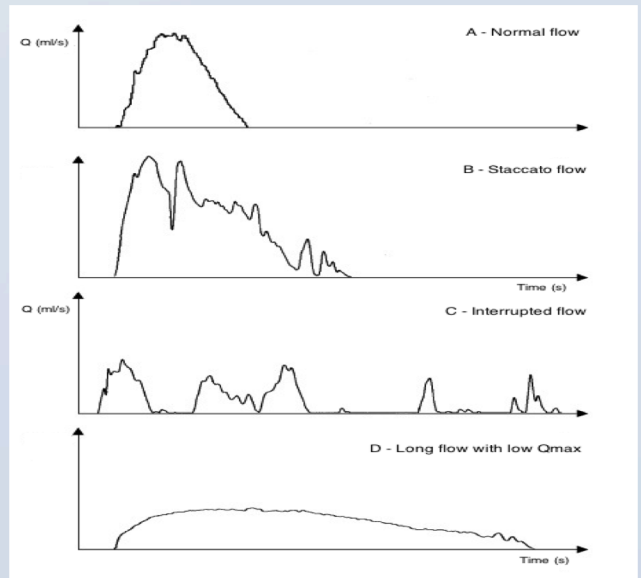 A - Normal flow
Q (ml/s)
B - Staccato flow
Time (s)
Q (ml/s)
C - Interrupted flow
D - Long flow with low Qmax
Time (s)